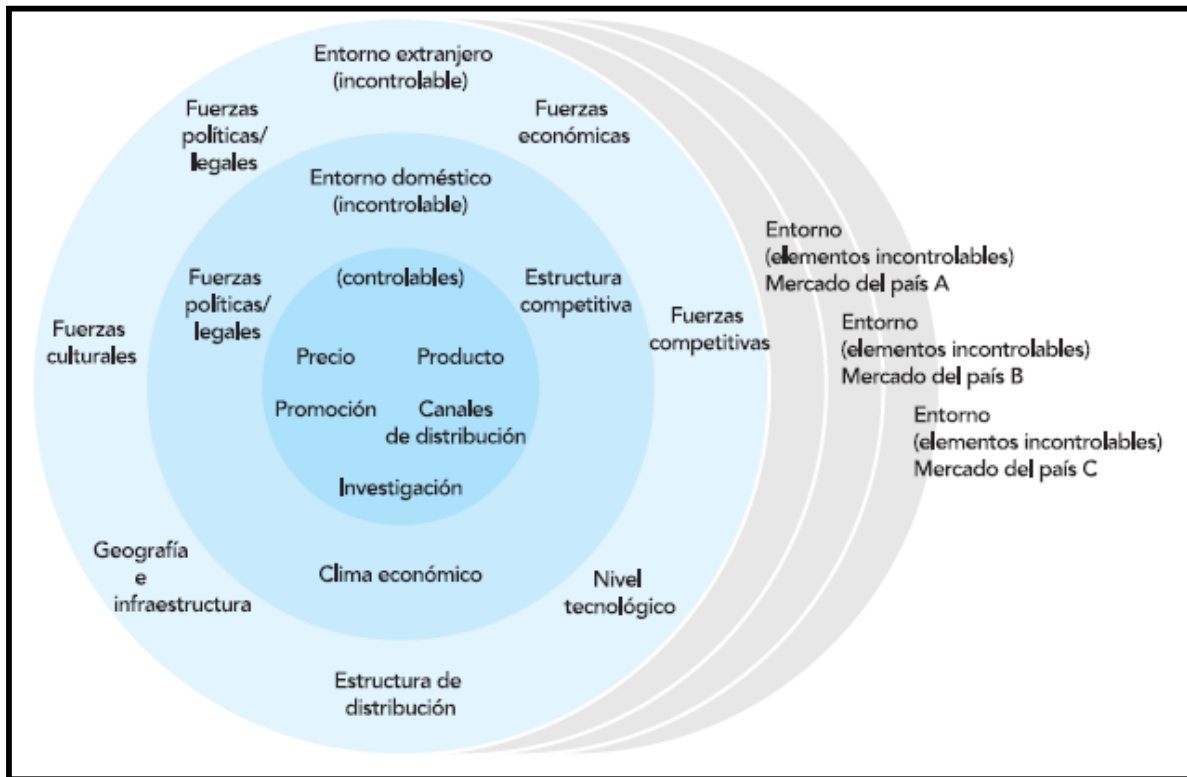 Entorno extranjero
(incontrolable)
Fuerzas
políticas/
legales
Fuerzas
económicas
Entorno doméstico
(incontrolable)
Fuerzas
políticas/
legales
(controlables)
Estructura
competitiva
Fuerzas
culturales
Fuerzas
competitivas
Precio
Producto
Promoción
Canales
de distribución
Investigación
Geografía
e
infraestructura
Clima económico
Nivel
tecnológico
Estructura de
distribución
Entorno
(elementos incontrolables)
Mercado del país A
Entorno
(elementos incontrolables)
Mercado del país B
Entorno
(elementos incontrolables)
Mercado del país C